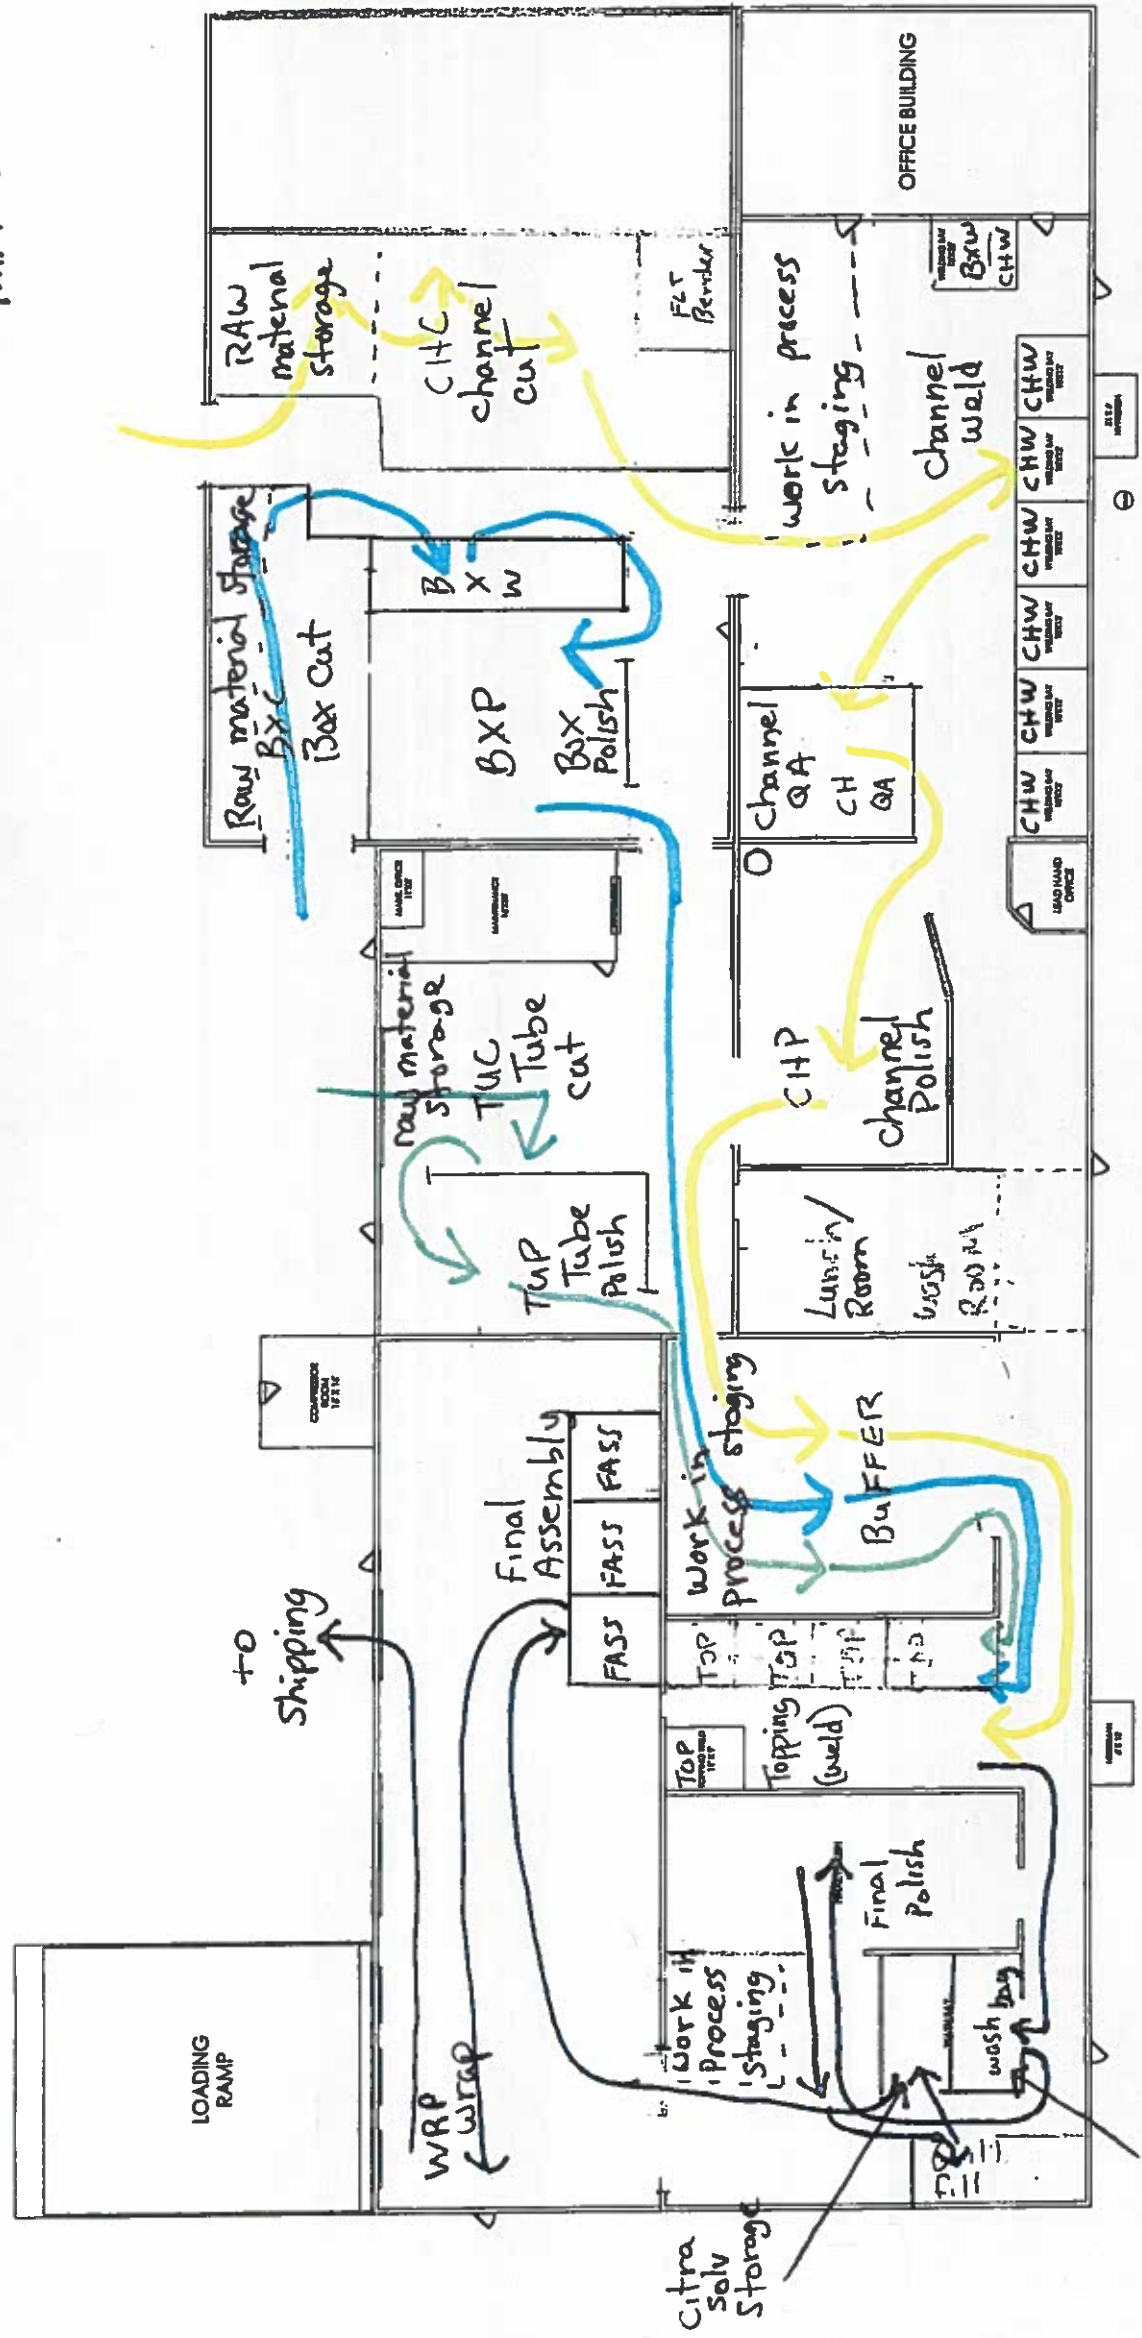 LOADING
RAMP
to
Shipping
COMPRESSOR
ROOM
WRP
Wrap
Final
Assembly
FASS
FASS
FASS
raw material
storage
TUC
Tube
cut
TUP
Tube
Polish
MAINTENANCE
Raw material storage
BXC
Box cut
B
X
W
BXP
Box
Polish
RAW
material
storage
CHC
channel
cut
Citra
Solv
Storage
Work in
Process
Staging
Final
Polish
wash bay
TOP
Topping
(weld)
TOP
TOP
TOP
TOP
Work in
process staging
BUFFER
Lunch/
Room
Wash
Room
CHP
channel
Polish
Channel
QA
CH
QA
work in process
staging
channel
weld
BXW
CHW
OFFICE BUILDING
LEAD HAND
OFFICE
CHW
CHW
CHW
CHW
CHW
CHW